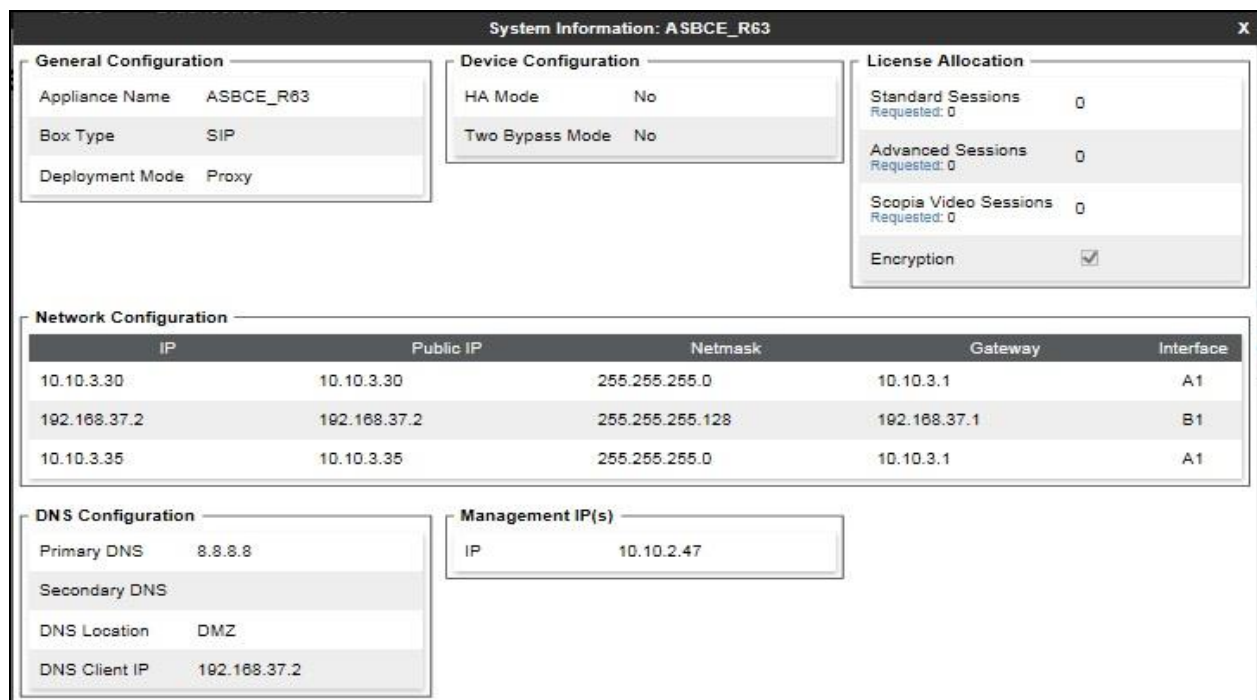 System Information: ASBCE_R63 X
General Configuration
Appliance Name ASBCE_R63
Box Type SIP
Deployment Mode Proxy
Device Configuration
HA Mode No
Two Bypass Mode No
License Allocation
Standard Sessions 0
Requested: 0
Advanced Sessions 0
Requested: 0
Scopia Video Sessions 0
Requested: 0
Encryption
Network Configuration
IP Public IP Netmask Gateway Interface
10.10.3.30 10.10.3.30 255.255.255.0 10.10.3.1 A1
192.168.37.2 192.168.37.2 255.255.255.128 192.168.37.1 B1
10.10.3.35 10.10.3.35 255.255.255.0 10.10.3.1 A1
DNS Configuration
Primary DNS 8.8.8.8
Secondary DNS
DNS Location DMZ
DNS Client IP 192.168.37.2
Management IP(s)
IP 10.10.2.47